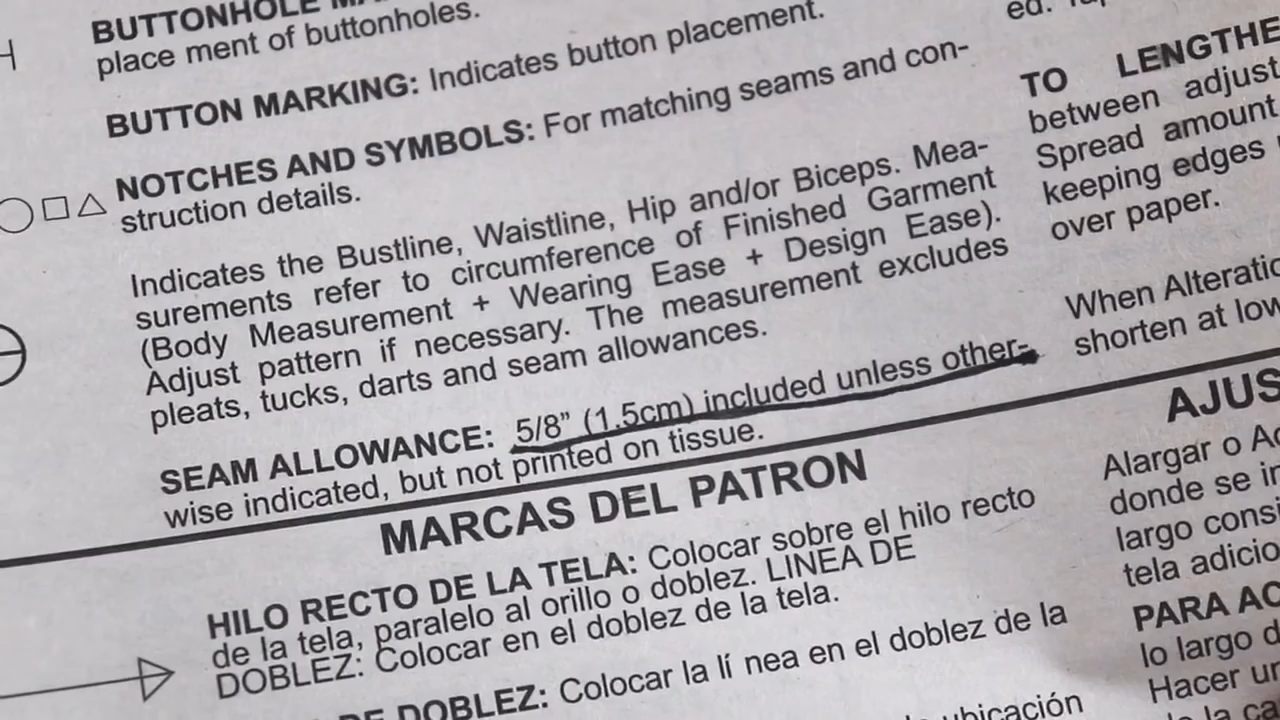 BUTTONHOLE
place ment of buttonholes.
BUTTON MARKING: Indicates button placement.
NOTCHES AND SYMBOLS: For matching seams and con-
struction details.
Indicates the Bustline, Waistline, Hip and/or Biceps. Mea-
surements refer to circumference of Finished Garment
(Body Measurement + Wearing Ease + Design Ease).
Adjust pattern if necessary. The measurement excludes
pleats, tucks, darts and seam allowances.
SEAM ALLOWANCE: 5/8" (1.5cm) included unless other-
wise indicated, but not printed on tissue.
ed.
TO LENGTHE
between adjust
Spread amount
keeping edges
over paper.
When Alteratio
shorten at low
MARCAS DEL PATRON
HILO RECTO DE LA TELA: Colocar sobre el hilo recto
de la tela, paralelo al orillo o doblez. LINEA DE
DOBLEZ: Colocar en el doblez de la tela.
DE DOBLEZ: Colocar la lí nea en el doblez de la
ubicación
AJUS
Alargar o Ac
donde se in
largo consi
tela adicio
PARA AC
lo largo d
Hacer un